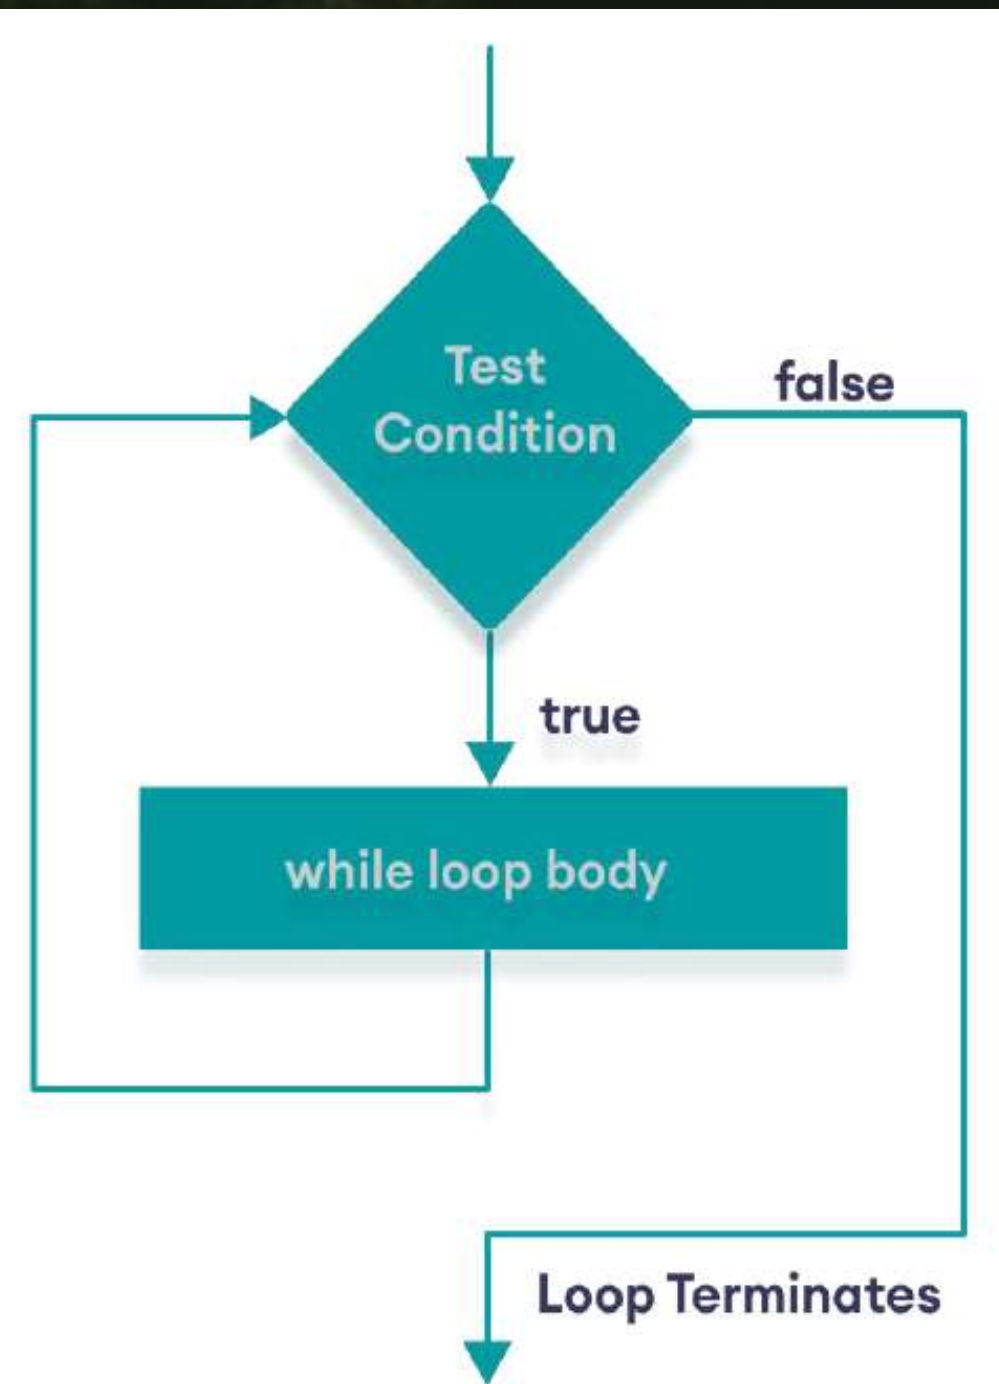 Test
Condition
false
true
while loop body
Loop Terminates